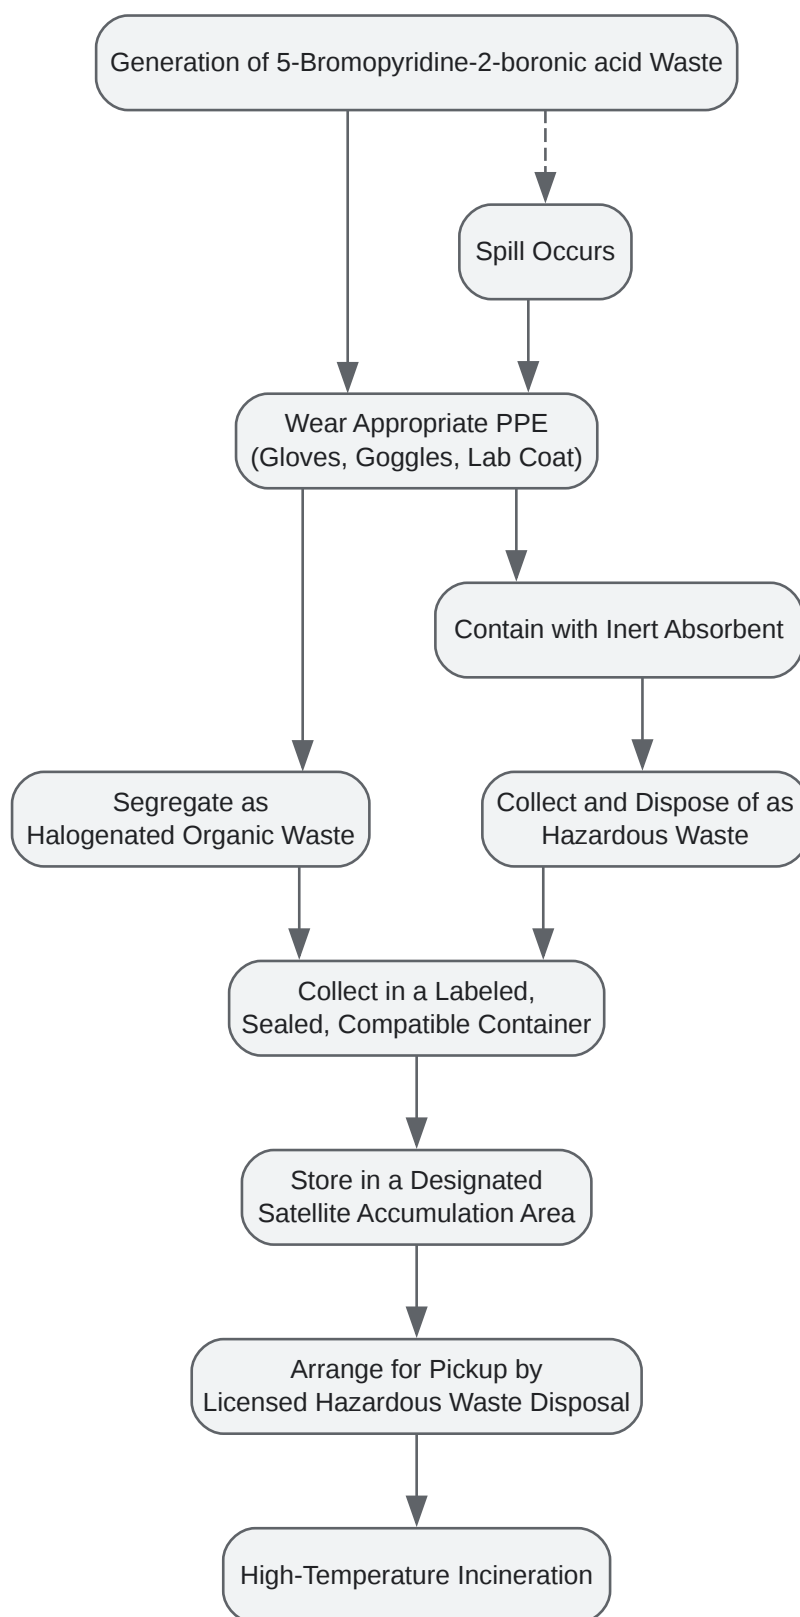 Generation of 5-Bromopyridine-2-boronic acid Waste
Spill Occurs
Wear Appropriate PPE
(Gloves, Goggles, Lab Coat)
Contain with Inert Absorbent
Segregate as
Halogenated Organic Waste
Collect and Dispose of as
Hazardous Waste
Collect in a Labeled,
Sealed, Compatible Container
Store in a Designated
Satellite Accumulation Area
Arrange for Pickup by
Licensed Hazardous Waste Disposal
High-Temperature Incineration